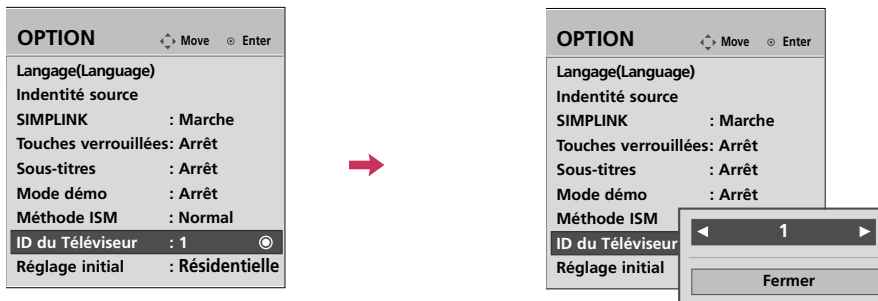 OPTION Move Enter
Langage(Language)
Indentité source
SIMPLINK : Marche
Touches verrouillées: Arrêt
Sous-titres : Arrêt
Mode démo : Arrêt
Méthode ISM : Normal
ID du Téléviseur : 1
Réglage initial : Résidentielle
OPTION Move Enter
Langage(Language)
Indentité source
SIMPLINK : Marche
Touches verrouillées: Arrêt
Sous-titres : Arrêt
Mode démo : Arrêt
Méthode ISM
ID du Téléviseur
Réglage initial
1
Fermer